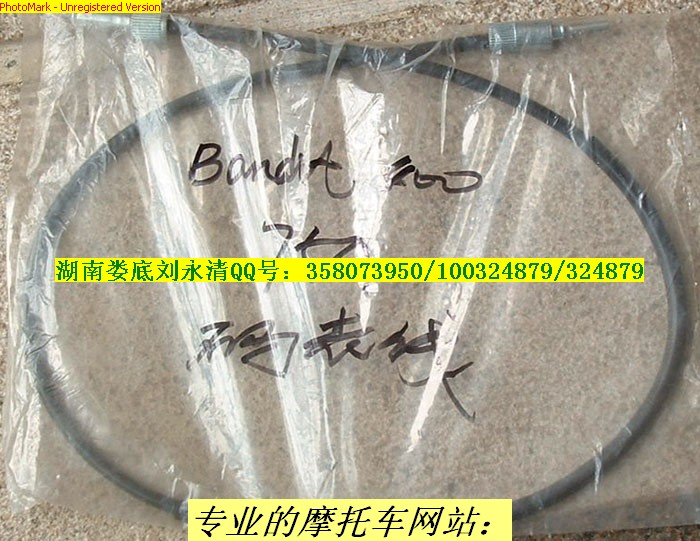 PhotoMark - Unregistered Version
Bandit 400
湖南娄底刘永清QQ号：358073950/100324879/324879
码表线
专业的摩托车网站：